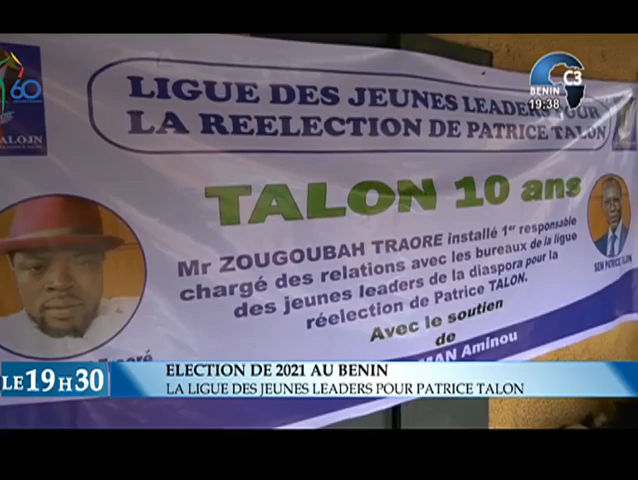 60
TALOJN
C3
BENIN
19:38
LIGUE DES JEUNES LEADERS POUR
LA REELECTION DE PATRICE TALON
TALON 10 ans
Mr ZOUGOUBAH TRAORE installé 1er responsable
chargé des relations avec les bureaux de la ligue
des jeunes leaders de la diaspora pour la
réelection de Patrice TALON.
Avec le soutien
de
Aminou
LE 19H30
ELECTION DE 2021 AU BENIN
LA LIGUE DES JEUNES LEADERS POUR PATRICE TALON